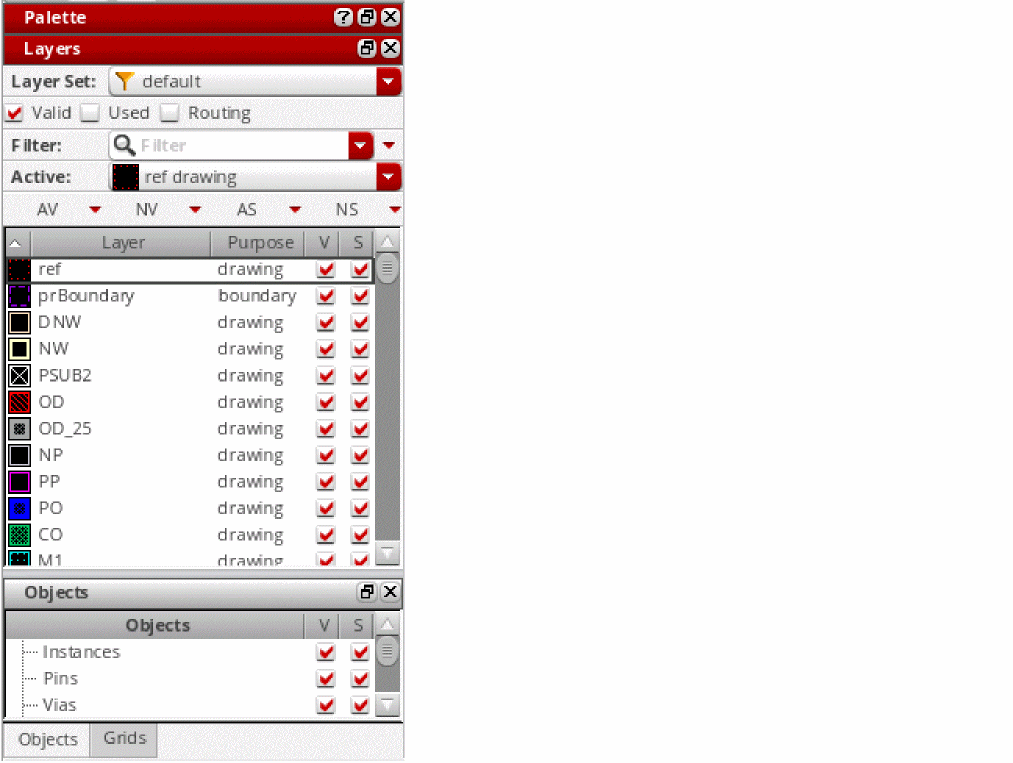 Palette
Layers
Layer Set: default
Valid Used Routing
Filter: Filter
Active: ref drawing
AV NV AS NS
Layer Purpose V S
ref drawing
prBoundary boundary
DNW drawing
NW drawing
PSUB2 drawing
OD drawing
OD_25 drawing
NP drawing
PP drawing
PO drawing
CO drawing
M1 drawing
Objects
Objects V S
Instances
Pins
Vias
Objects Grids